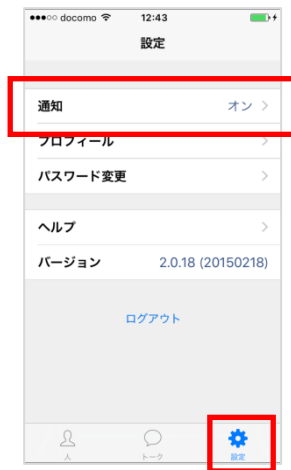 docomo 12:43
設定
通知 オン
プロフィール
パスワード変更
ヘルプ
バージョン 2.0.18 (20150218)
ログアウト
人 トーク 設定